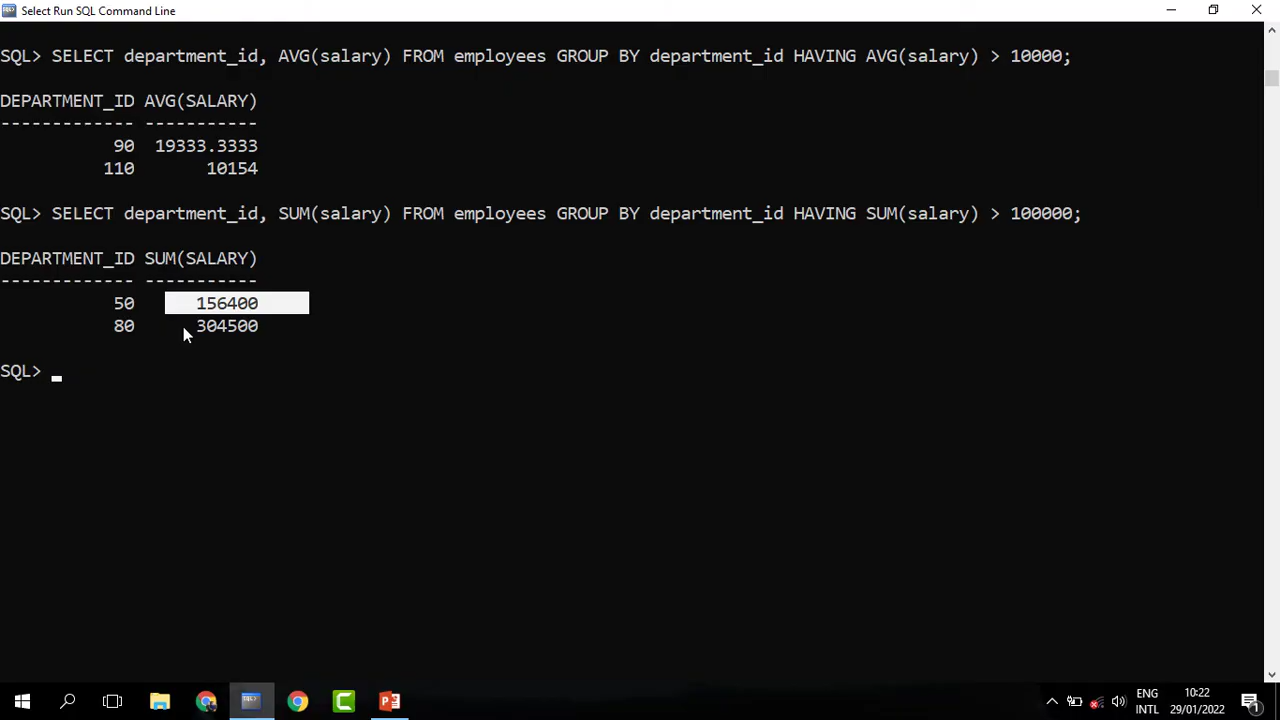 Select Run SQL Command Line
SQL> SELECT department_id, AVG(salary) FROM employees GROUP BY department_id HAVING AVG(salary) > 10000;
DEPARTMENT_ID AVG(SALARY)
------------- -----------
90 19333.3333
110 10154
SQL> SELECT department_id, SUM(salary) FROM employees GROUP BY department_id HAVING SUM(salary) > 100000;
DEPARTMENT_ID SUM(SALARY)
------------- -----------
50 156400
80 304500
SQL>
ENG 10:22
INTL 29/01/2022
1